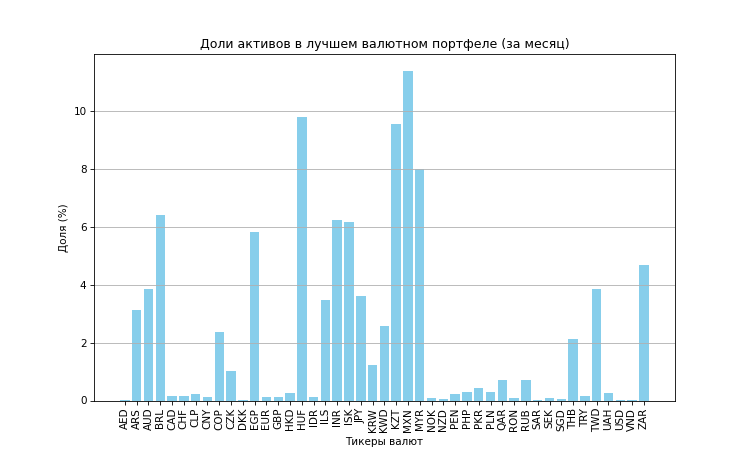 Доли активов в лучшем валютном портфеле (за месяц)
Доля (%)
10
8
6
4
2
0
AED ARS AUD BRL CAD CHF CLP CNY COP CZK DKK EGP EUR GBP HKD HUF IDR ILS INR ISK JPY KRW KWD KZT MXN MYR NOK NZD PEN PHP PKR PLN QAR RON RUB SAR SEK SGD THB TRY TWD UAH USD VND ZAR
Тикеры валют